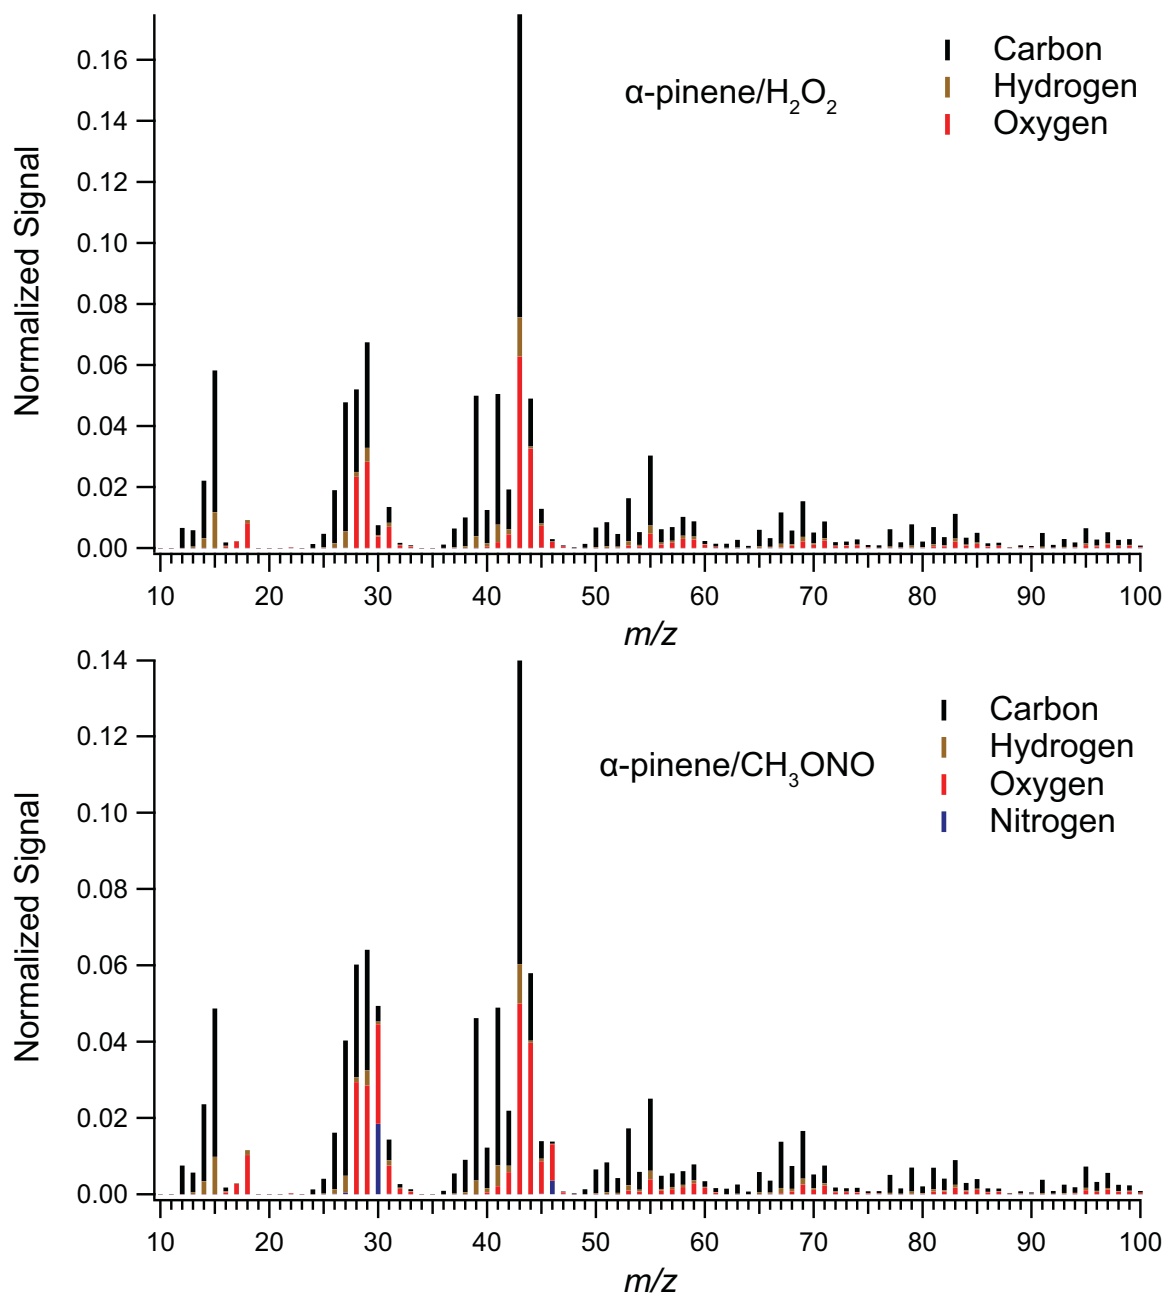 0.16
0.14
0.12
0.10
0.08
0.06
0.04
0.02
0.00
Normalized Signal
α-pinene/H₂O₂
Carbon
Hydrogen
Oxygen
10 20 30 40 50 60 70 80 90 100
m/z
0.14
0.12
0.10
0.08
0.06
0.04
0.02
0.00
Normalized Signal
α-pinene/CH₃ONO
Carbon
Hydrogen
Oxygen
Nitrogen
10 20 30 40 50 60 70 80 90 100
m/z